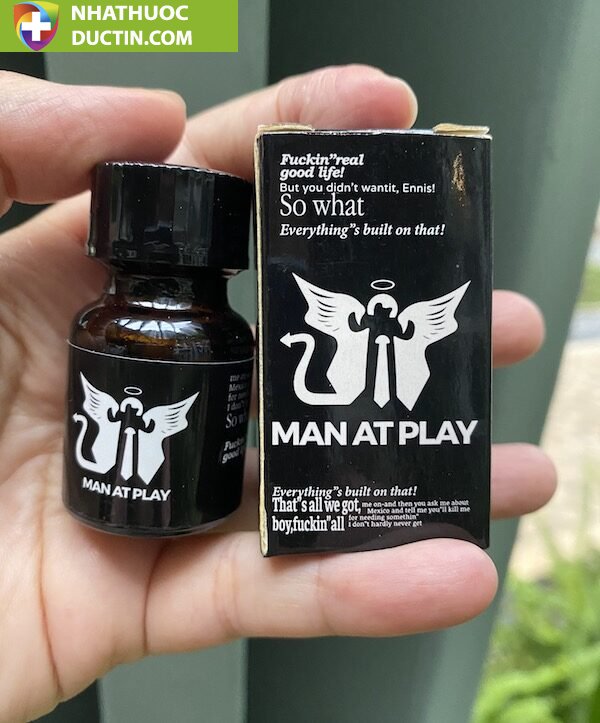 NHATHUOC
DUCTIN.COM
Fuckin"real
good life!
But you didn't wantit, Ennis!
So what
Everything"s built on that!
MAN AT PLAY
Everything"s built on that!
That"s all we got,
boy,fuckin"all
me on-and then you ask me about
Mexico and tell me you"ll kill me
for needing somethin"
I don"t hardly never get
MAN AT PLAY